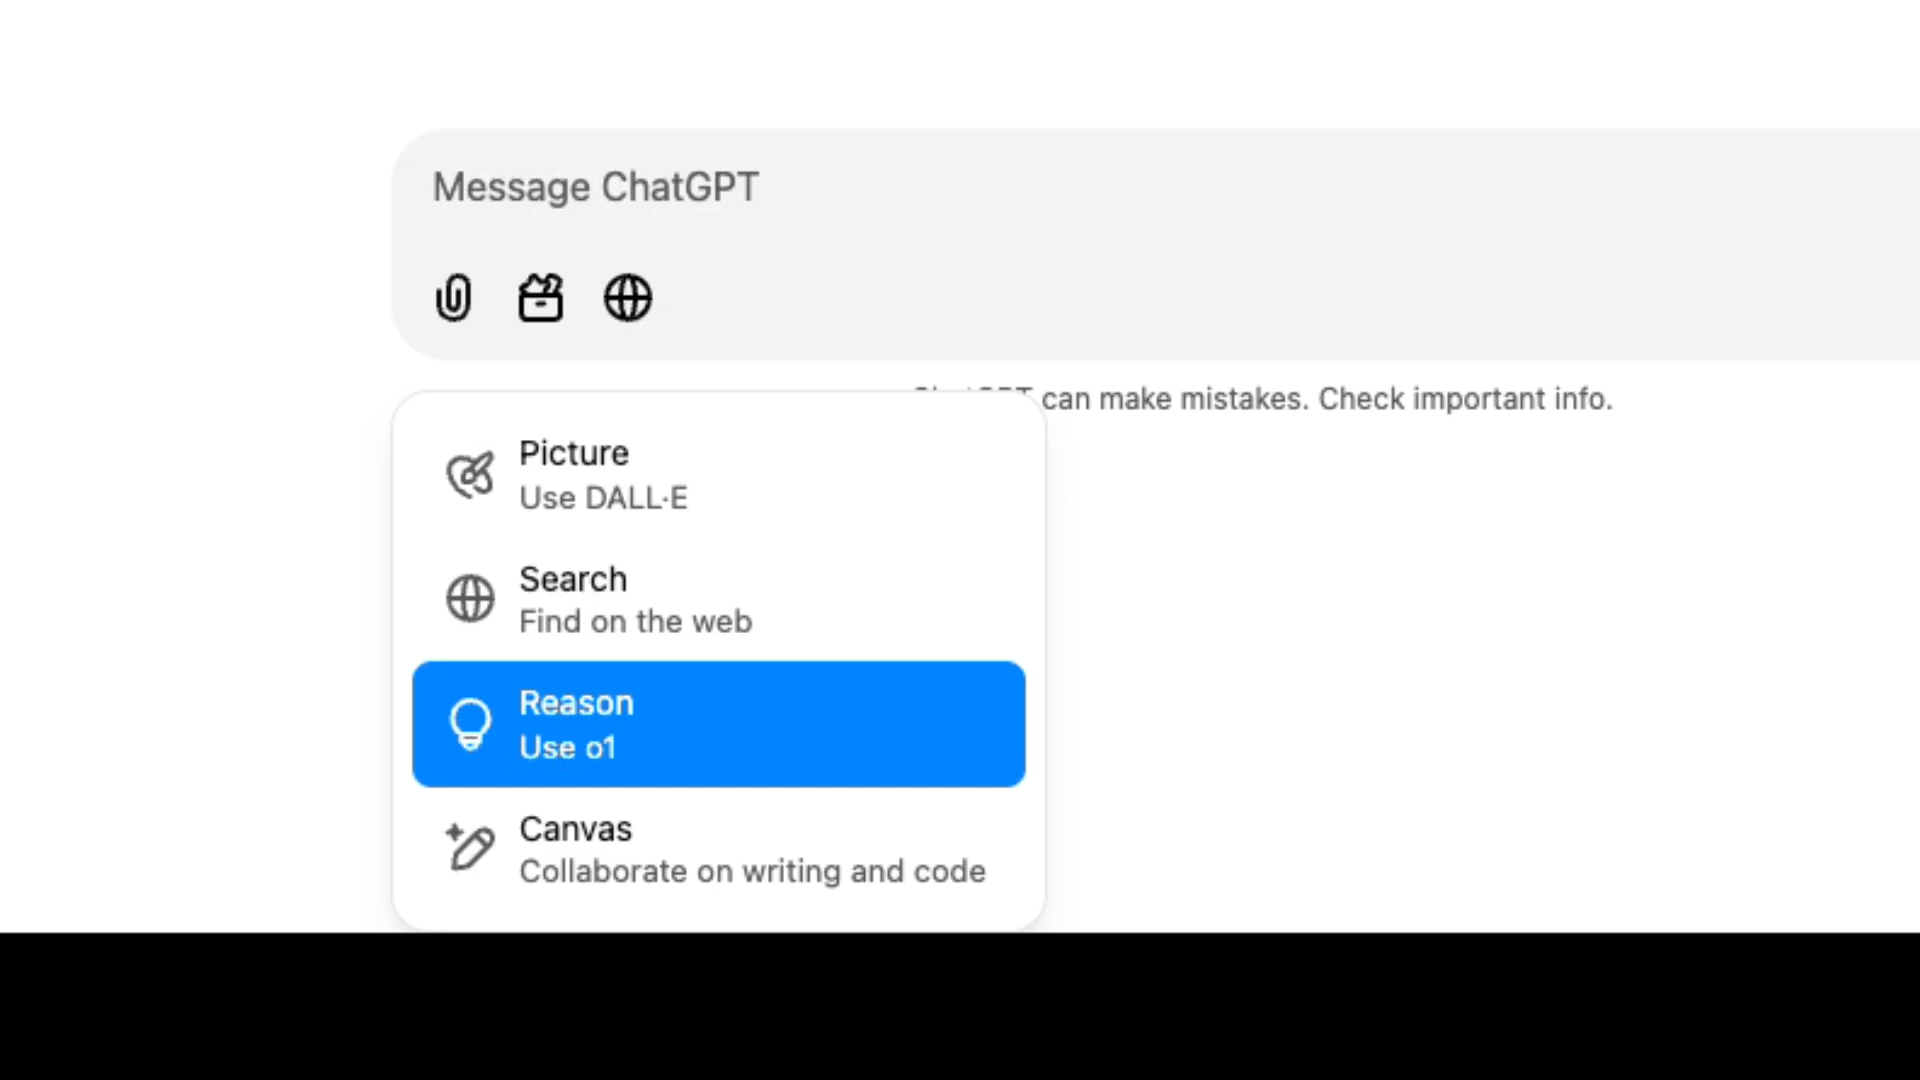 Message ChatGPT
can make mistakes. Check important info.
Picture
Use DALL·E
Search
Find on the web
Reason
Use o1
Canvas
Collaborate on writing and code